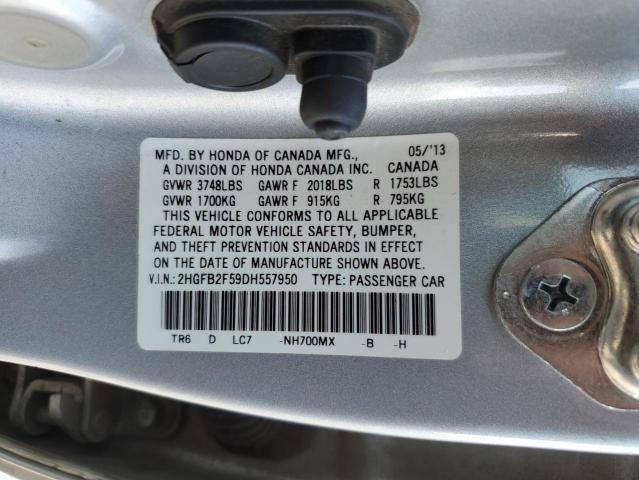 MFD. BY HONDA OF CANADA MFG., 05/'13
A DIVISION OF HONDA CANADA INC. CANADA
GVWR 3748LBS GAWR F 2018LBS R 1753LBS
GVWR 1700KG GAWR F 915KG R 795KG
THIS VEHICLE CONFORMS TO ALL APPLICABLE
FEDERAL MOTOR VEHICLE SAFETY, BUMPER,
AND THEFT PREVENTION STANDARDS IN EFFECT
ON THE DATE OF MANUFACTURE SHOWN ABOVE.
V.I.N.: 2HGFB2F59DH557950 TYPE: PASSENGER CAR
TR6 D LC7 -NH700MX -B -H